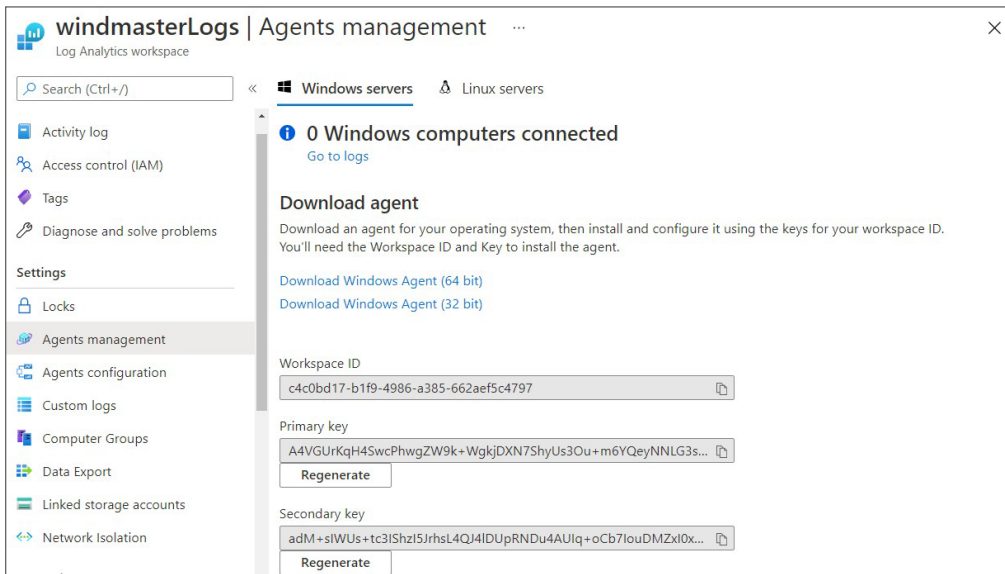 windmasterLogs | Agents management ...
Log Analytics workspace
Search (Ctrl+/)
«
Activity log
Access control (IAM)
Tags
Diagnose and solve problems
Settings
Locks
Agents management
Agents configuration
Custom logs
Computer Groups
Data Export
Linked storage accounts
Network Isolation
Windows servers
Linux servers
0 Windows computers connected
Go to logs
Download agent
Download an agent for your operating system, then install and configure it using the keys for your workspace ID.
You'll need the Workspace ID and Key to install the agent.
Download Windows Agent (64 bit)
Download Windows Agent (32 bit)
Workspace ID
c4c0bd17-b1f9-4986-a385-662aef5c4797
Primary key
A4VGUrKqH4SwcPhwgZW9k+WgkjDXN7ShyUs3Ou+m6YQeyNNLG3s...
Regenerate
Secondary key
adM+sIWUs+tc3IShzI5JrhsL4QJ4lDUpRNDu4AUIq+oCb7IouDMZxI0x...
Regenerate